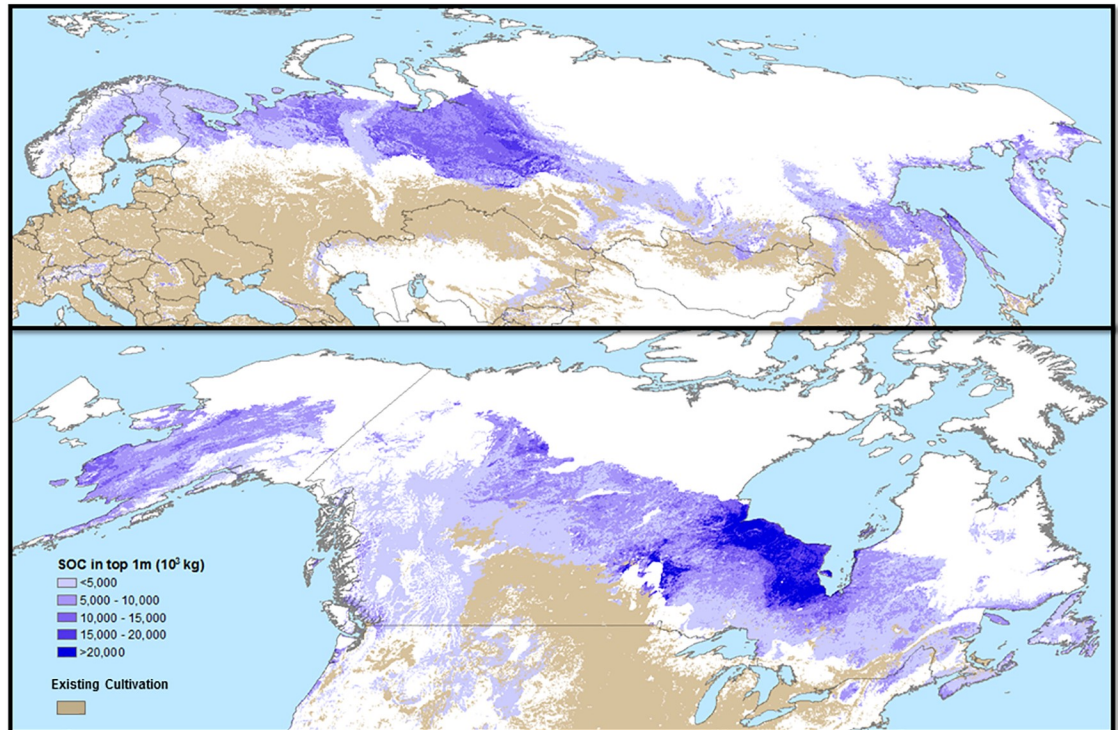 SOC in top 1m (10³ kg)
<5,000
5,000 - 10,000
10,000 - 15,000
15,000 - 20,000
>20,000
Existing Cultivation